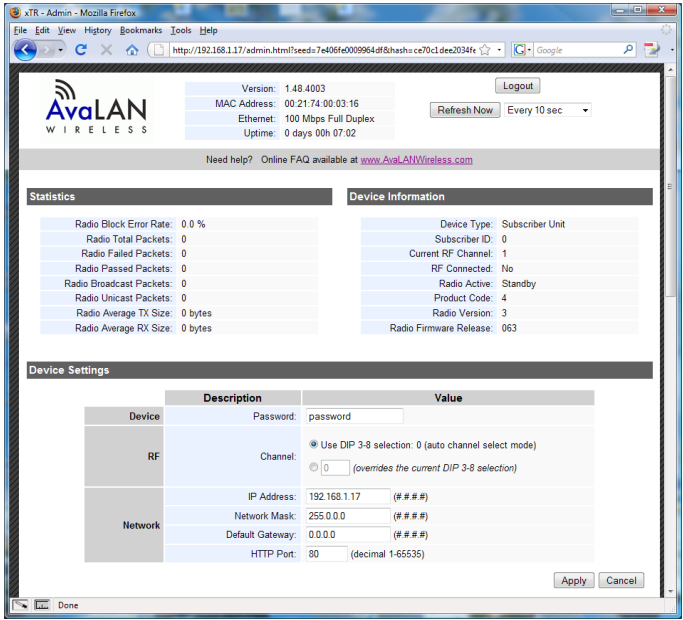 xTR - Admin - Mozilla Firefox
File Edit View History Bookmarks Tools Help
http://192.168.1.17/admin.html?seed=7e406fe0009964df&hash=ce70c1dee2034fe
G Google
AvaLAN
WIRELESS
Version: 1.48.4003
MAC Address: 00:21:74:00:03:16
Ethernet: 100 Mbps Full Duplex
Uptime: 0 days 00h 07:02
Logout
Refresh Now Every 10 sec
Need help? Online FAQ available at www.AvaLANWireless.com
Statistics
Radio Block Error Rate: 0.0 %
Radio Total Packets: 0
Radio Failed Packets: 0
Radio Passed Packets: 0
Radio Broadcast Packets: 0
Radio Unicast Packets: 0
Radio Average TX Size: 0 bytes
Radio Average RX Size: 0 bytes
Device Information
Device Type: Subscriber Unit
Subscriber ID: 0
Current RF Channel: 1
RF Connected: No
Radio Active: Standby
Product Code: 4
Radio Version: 3
Radio Firmware Release: 063
Device Settings
Description Value
Device Password: password
RF Channel: Use DIP 3-8 selection: 0 (auto channel select mode)
0 (overrides the current DIP 3-8 selection)
Network
IP Address: 192.168.1.17 (#.#.#.#)
Network Mask: 255.0.0.0 (#.#.#.#)
Default Gateway: 0.0.0.0 (#.#.#.#)
HTTP Port: 80 (decimal 1-65535)
Apply Cancel
Done